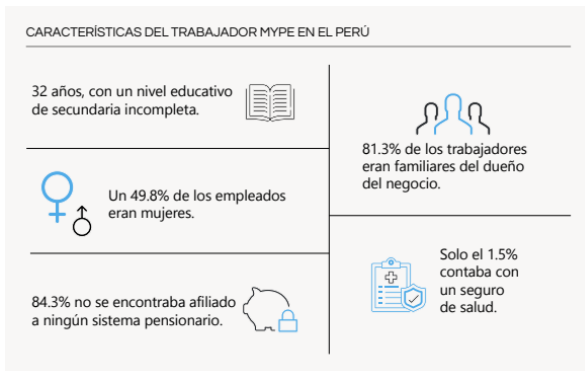 CARACTERÍSTICAS DEL TRABAJADOR MYPE EN EL PERÚ
32 años, con un nivel educativo
de secundaria incompleta.
Un 49.8% de los empleados
eran mujeres.
84.3% no se encontraba afiliado
a ningún sistema pensionario.
81.3% de los trabajadores
eran familiares del dueño
del negocio.
Solo el 1.5%
contaba con
un seguro
de salud.